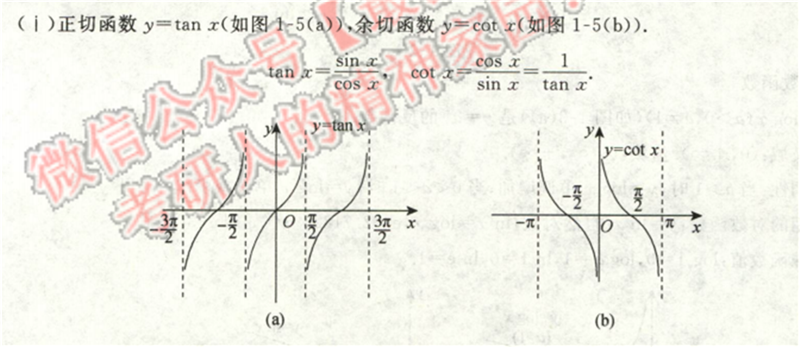 (ⅰ)正切函数 y=tan x(如图 1-5(a)),余切函数 y=cot x(如图 1-5(b)).
tan x=sin x/cos x, cot x=cos x/sin x=1/tan x.
微信公众号【
考研人的精神家园
y
y=tan x
-3π/2
-π/2
O
π/2
3π/2
x
(a)
y
y=cot x
-π
-π/2
O
π/2
π
x
(b)